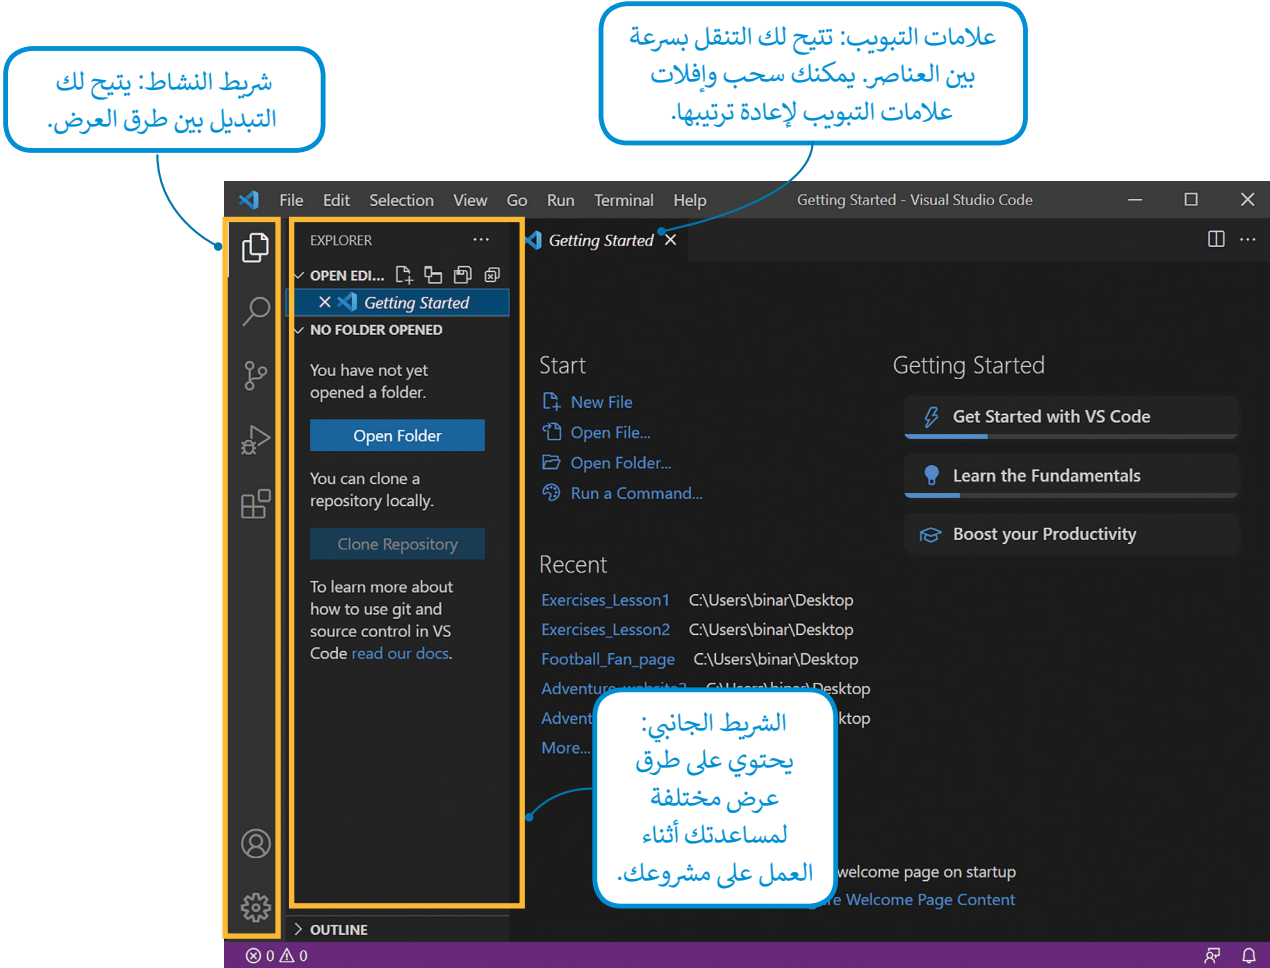 علامات التبويب: تتيح لك التنقل بسرعة
بين العناصر. يمكنك سحب وإفلات
علامات التبويب لإعادة ترتيبها.
شريط النشاط: يتيح لك
التبديل بين طرق العرض.
File Edit Selection View Go Run Terminal Help Getting Started - Visual Studio Code
EXPLORER
Getting Started
OPEN EDI...
Getting Started
NO FOLDER OPENED
You have not yet
opened a folder.
Open Folder
You can clone a
repository locally.
Clone Repository
To learn more about
how to use git and
source control in VS
Code read our docs.
OUTLINE
Start
New File
Open File...
Open Folder...
Run a Command...
Recent
Exercises_Lesson1 C:\Users\binar\Desktop
Exercises_Lesson2 C:\Users\binar\Desktop
Football_Fan_page C:\Users\binar\Desktop
Desktop
More...
Getting Started
Get Started with VS Code
Learn the Fundamentals
Boost your Productivity
الشريط الجانبي:
يحتوي على طرق
عرض مختلفة
لمساعدتك أثناء
العمل على مشروعك.
welcome page on startup
Welcome Page Content
0 0